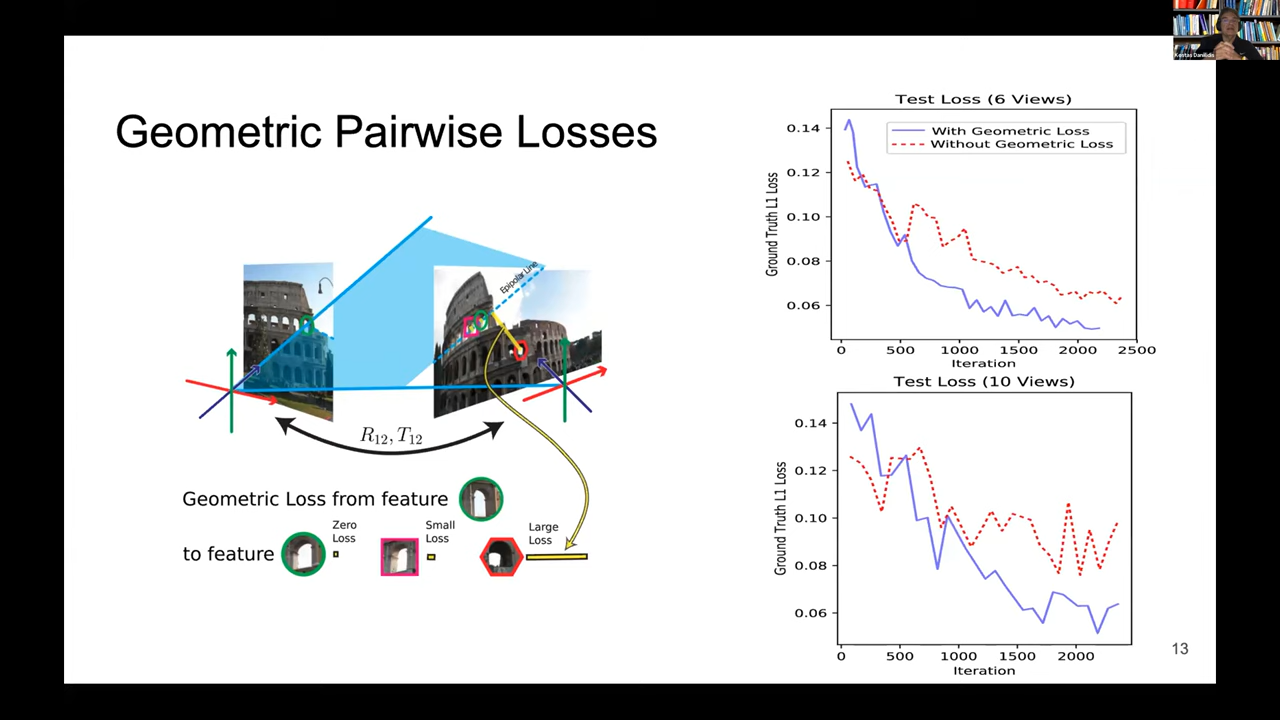 Kostas Daniilidis
Geometric Pairwise Losses
Epipolar Line
R12, T12
Geometric Loss from feature
to feature
Zero
Loss
Small
Loss
Large
Loss
Test Loss (6 Views)
With Geometric Loss
Without Geometric Loss
Ground Truth L1 Loss
0.14
0.12
0.10
0.08
0.06
0
500
1000
1500
2000
2500
Iteration
Test Loss (10 Views)
Ground Truth L1 Loss
0.14
0.12
0.10
0.08
0.06
0
500
1000
1500
2000
Iteration
13